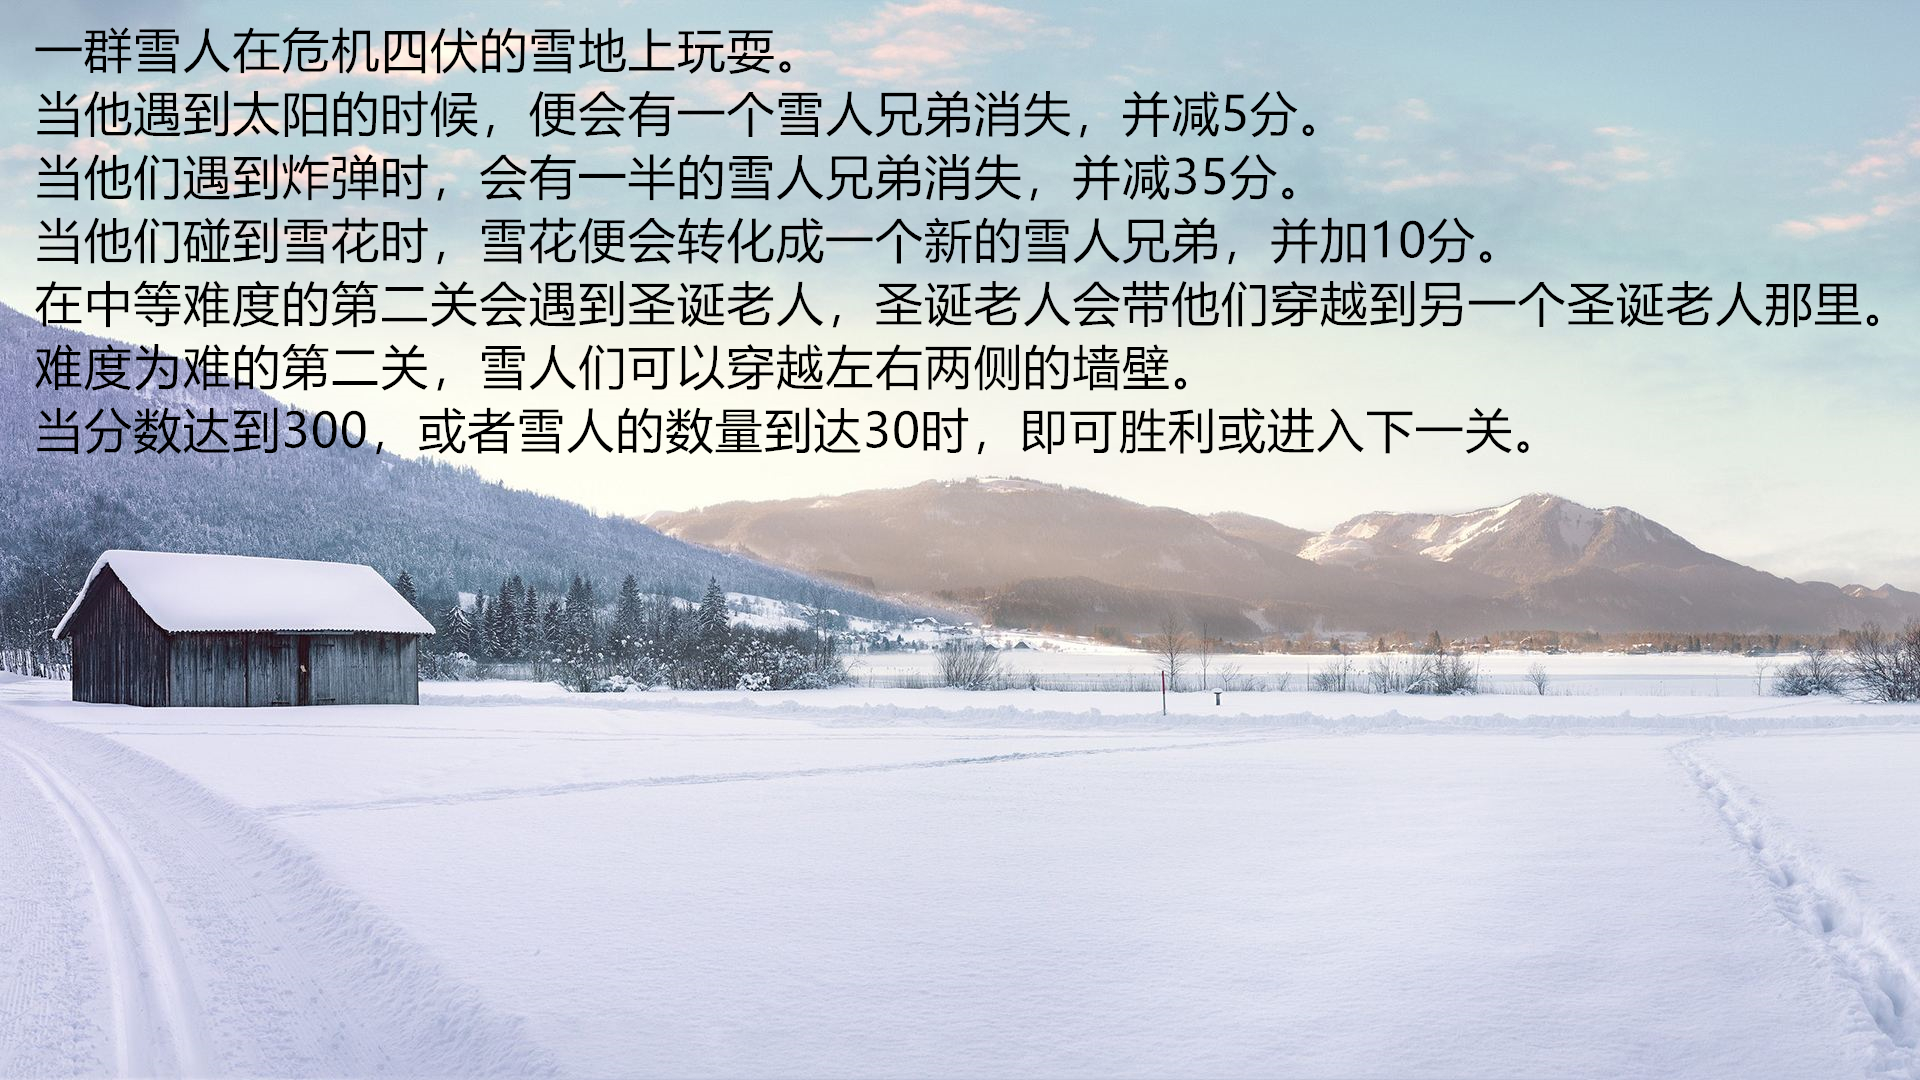 一群雪人在危机四伏的雪地上玩耍。
当他遇到太阳的时候，便会有一个雪人兄弟消失，并减5分。
当他们遇到炸弹时，会有一半的雪人兄弟消失，并减35分。
当他们碰到雪花时，雪花便会转化成一个新的雪人兄弟，并加10分。
在中等难度的第二关会遇到圣诞老人，圣诞老人会带他们穿越到另一个圣诞老人那里。
难度为难的第二关，雪人们可以穿越左右两侧的墙壁。
当分数达到300，或者雪人的数量到达30时，即可胜利或进入下一关。